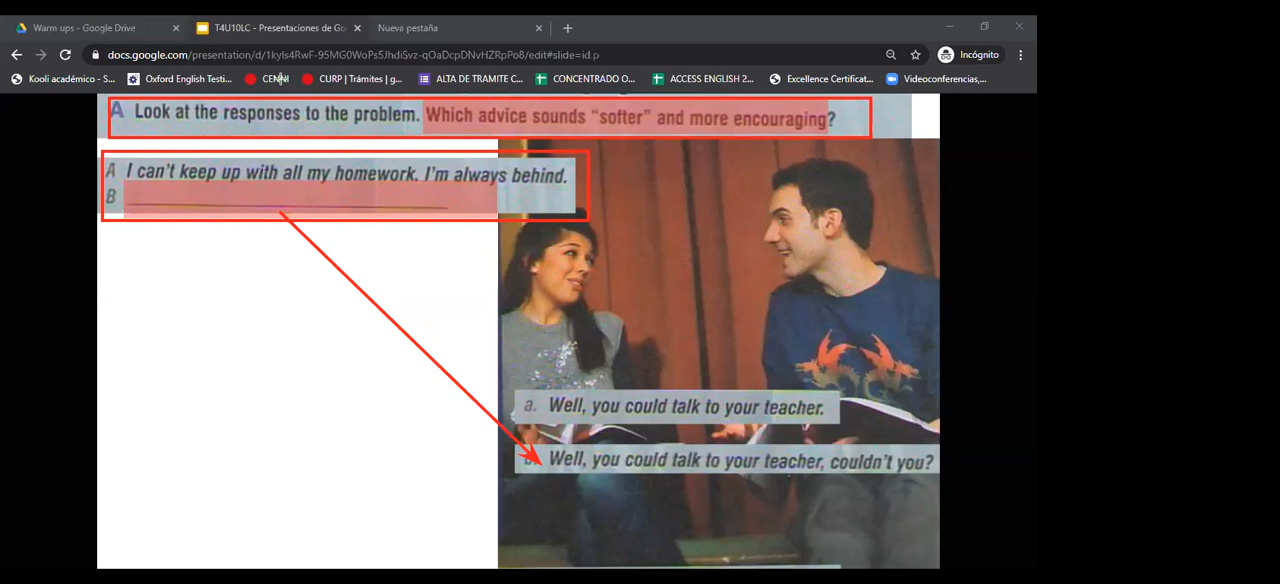 Warm ups - Google Drive
T4U10LC - Presentaciones de Go
Nueva pestaña
docs.google.com/presentation/d/1kyls4RwF-95MG0WoPs5JhdiSvz-qOaDcpDNvHZRpPo8/edit#slide=id.p
Incógnito
Kooli académico - S...
Oxford English Testi...
CENNI
CURP | Trámites | g...
ALTA DE TRAMITE C...
CONCENTRADO O...
ACCESS ENGLISH 2...
Excellence Certificat...
Videoconferencias,...
A Look at the responses to the problem. Which advice sounds “softer” and more encouraging?
A I can't keep up with all my homework. I'm always behind.
B
a. Well, you could talk to your teacher.
Well, you could talk to your teacher, couldn't you?